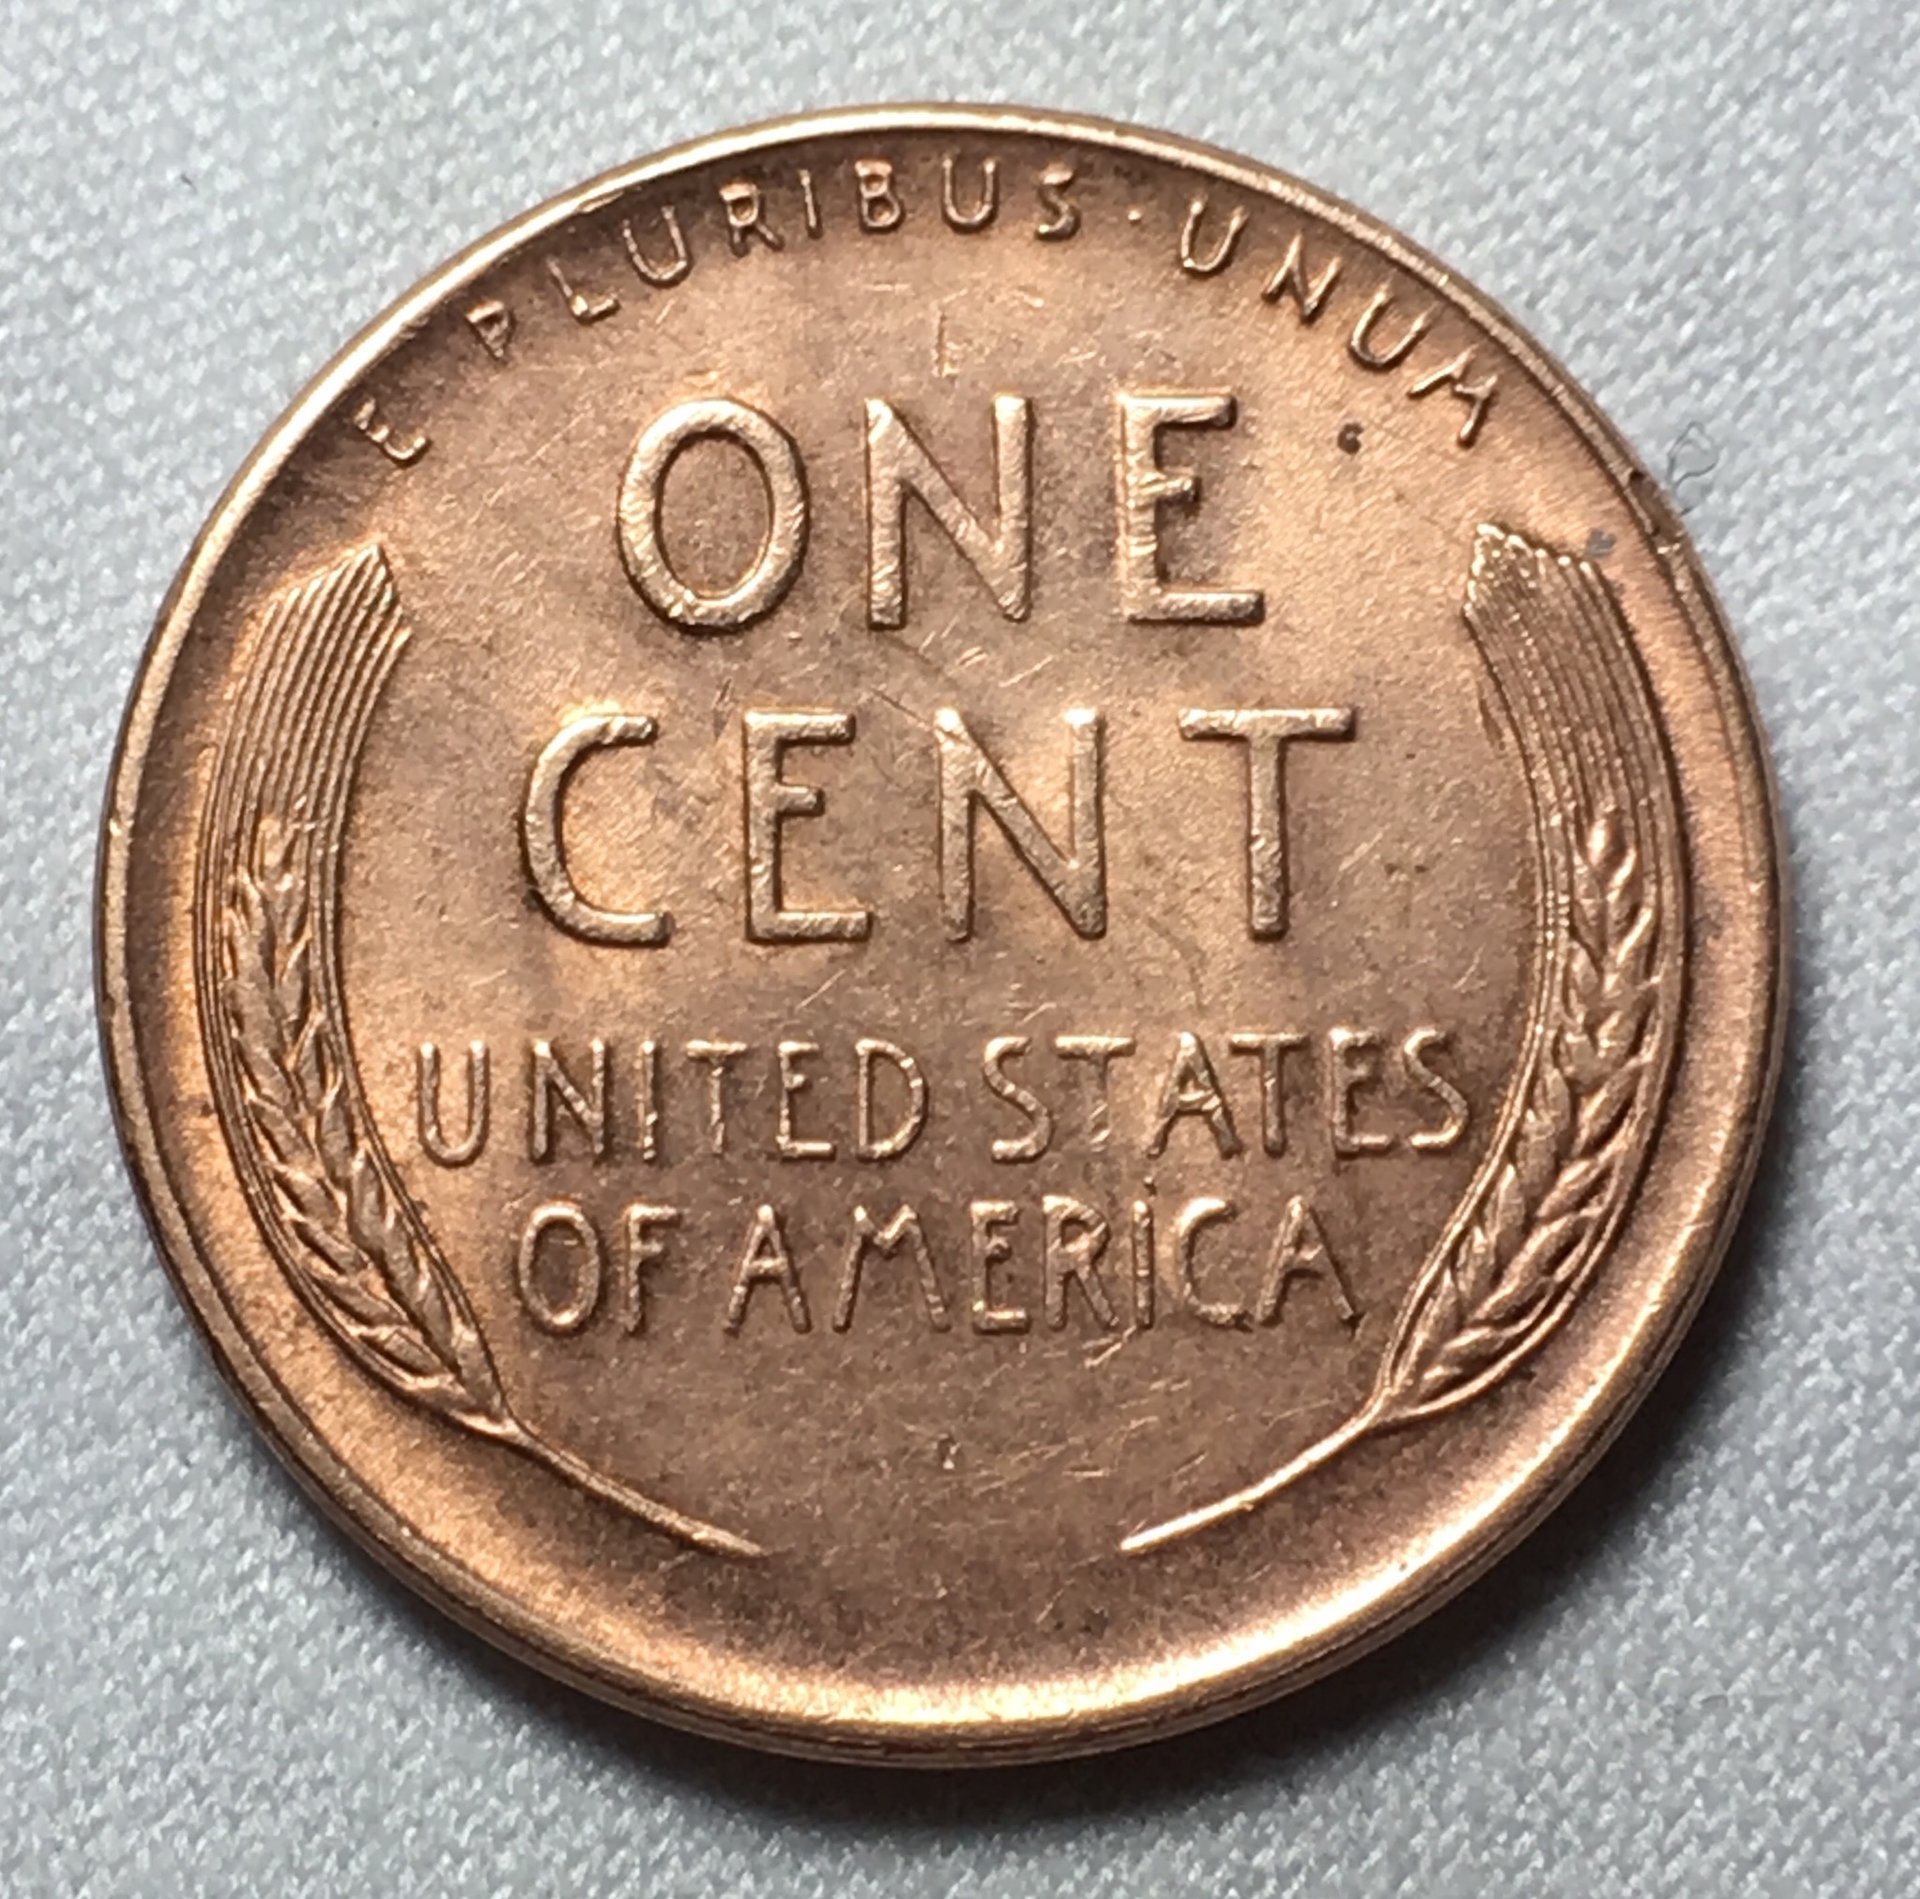 E PLURIBUS · UNUM
ONE
CENT
UNITED STATES
OF AMERICA